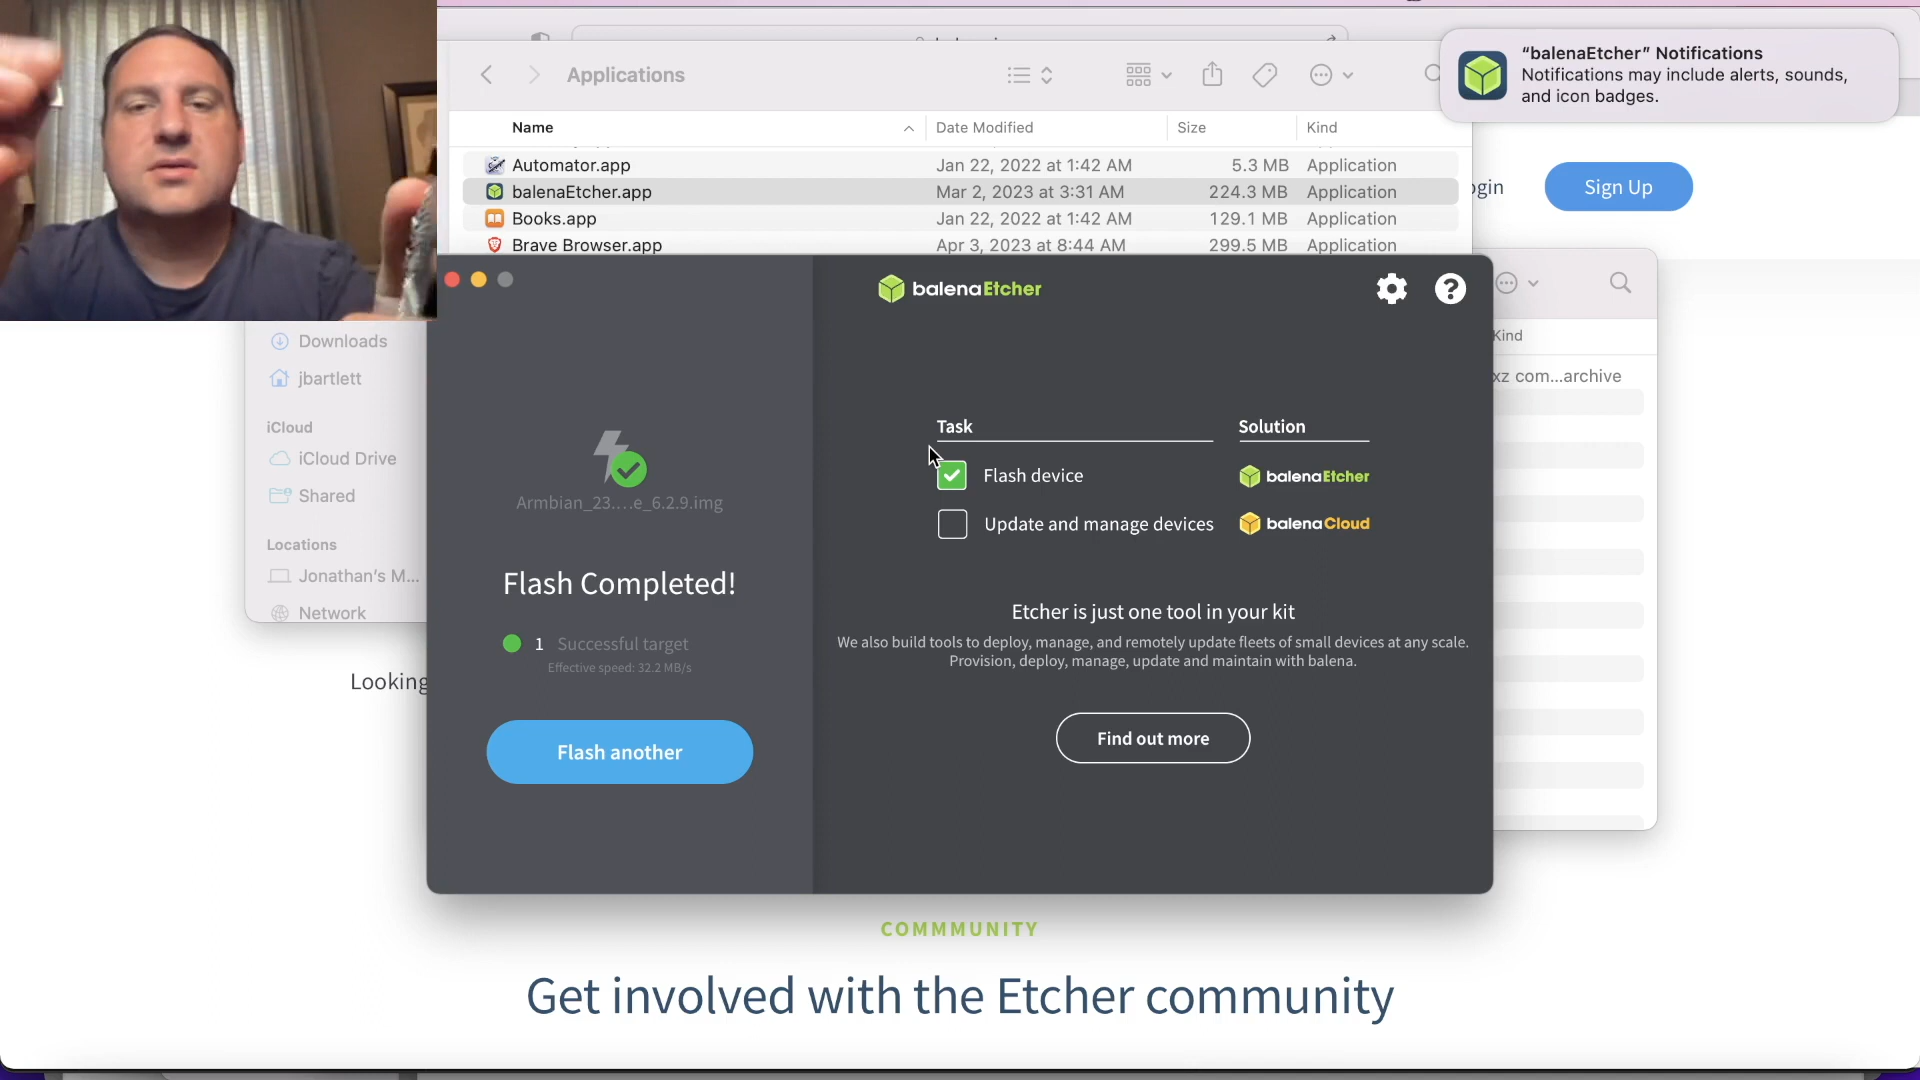 Applications
“balenaEtcher” Notifications
Notifications may include alerts, sounds,
and icon badges.
Name
Date Modified
Size
Kind
Automator.app
Jan 22, 2022 at 1:42 AM
5.3 MB
Application
balenaEtcher.app
Mar 2, 2023 at 3:31 AM
224.3 MB
Application
Books.app
Jan 22, 2022 at 1:42 AM
129.1 MB
Application
Brave Browser.app
Apr 3, 2023 at 8:44 AM
299.5 MB
Application
Sign Up
balenaEtcher
Downloads
jbartlett
iCloud
iCloud Drive
Shared
Locations
Jonathan's M...
Network
Kind
xz com...archive
Armbian_23....e_6.2.9.img
Flash Completed!
1 Successful target
Effective speed: 32.2 MB/s
Flash another
Task
Solution
Flash device
balenaEtcher
Update and manage devices
balenaCloud
Etcher is just one tool in your kit
We also build tools to deploy, manage, and remotely update fleets of small devices at any scale.
Provision, deploy, manage, update and maintain with balena.
Find out more
Looking
COMMMUNITY
Get involved with the Etcher community